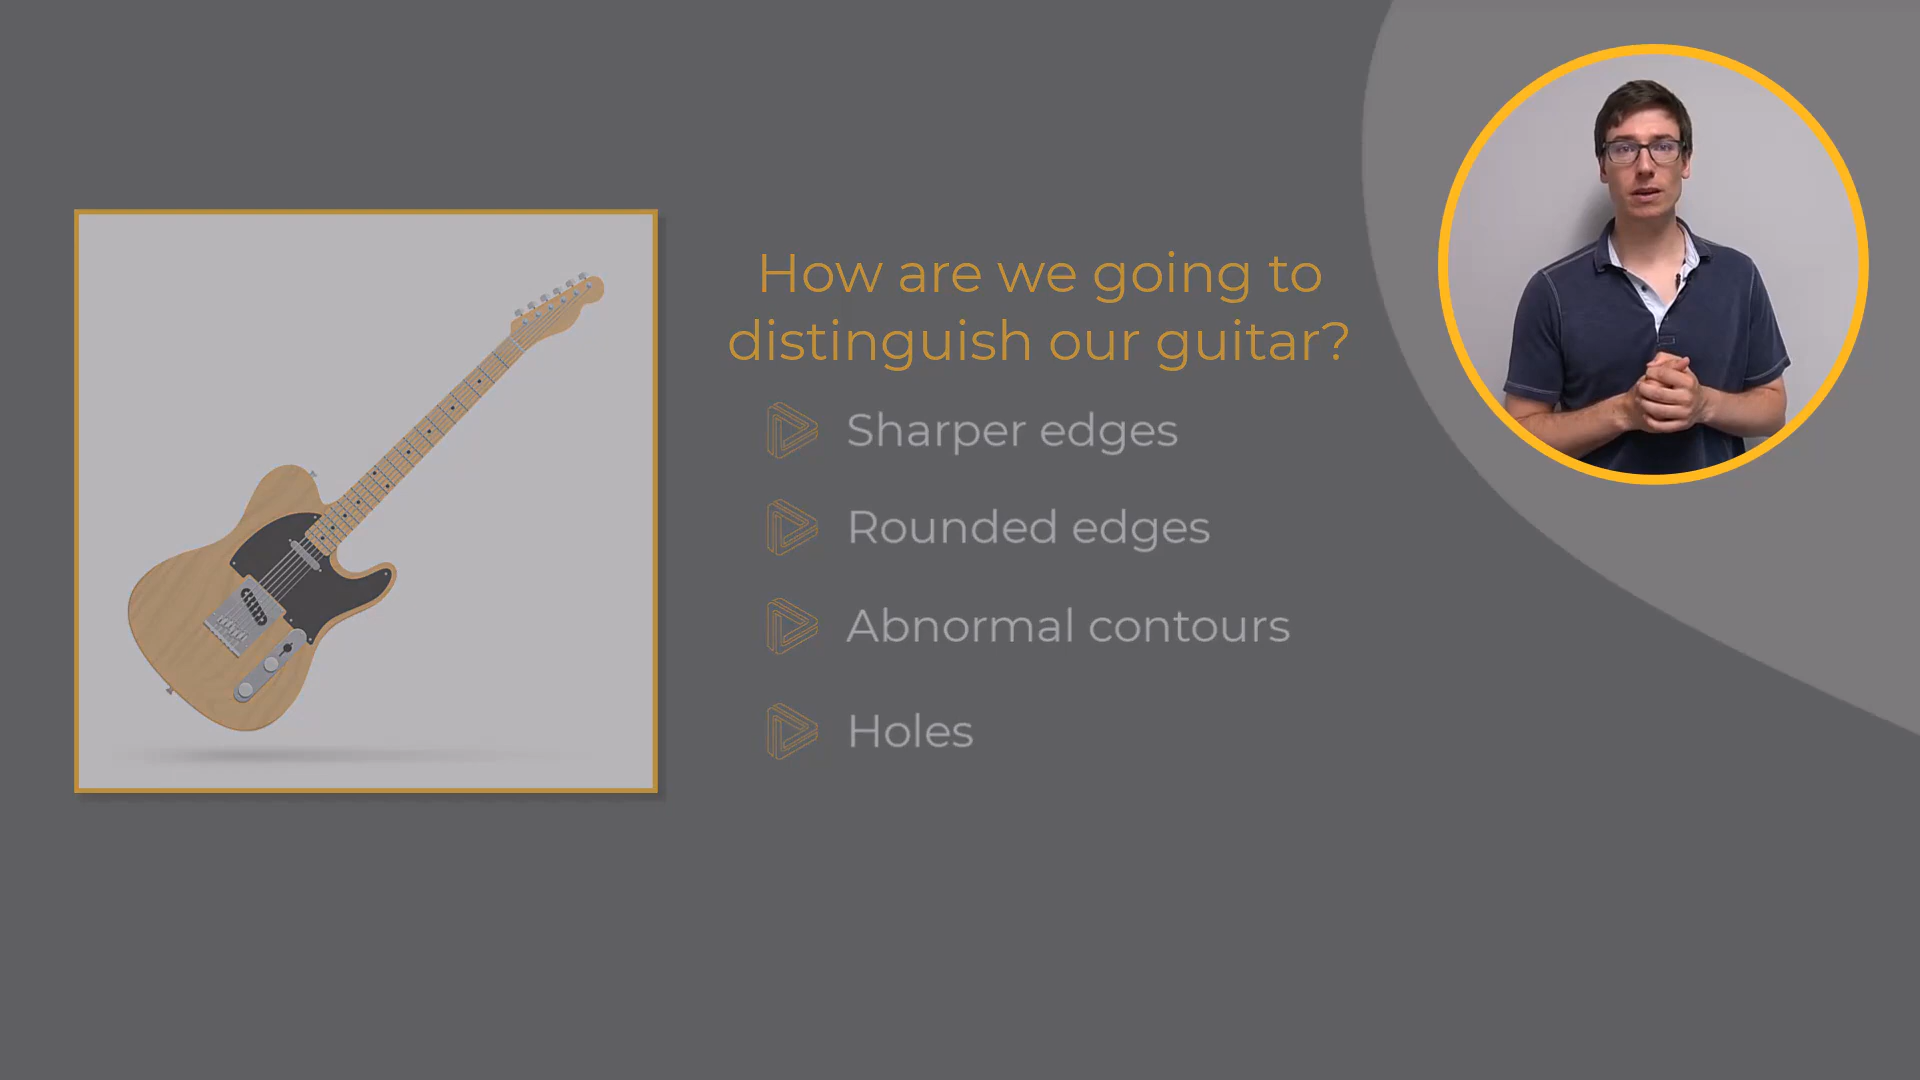 How are we going to
distinguish our guitar?
Sharper edges
Rounded edges
Abnormal contours
Holes